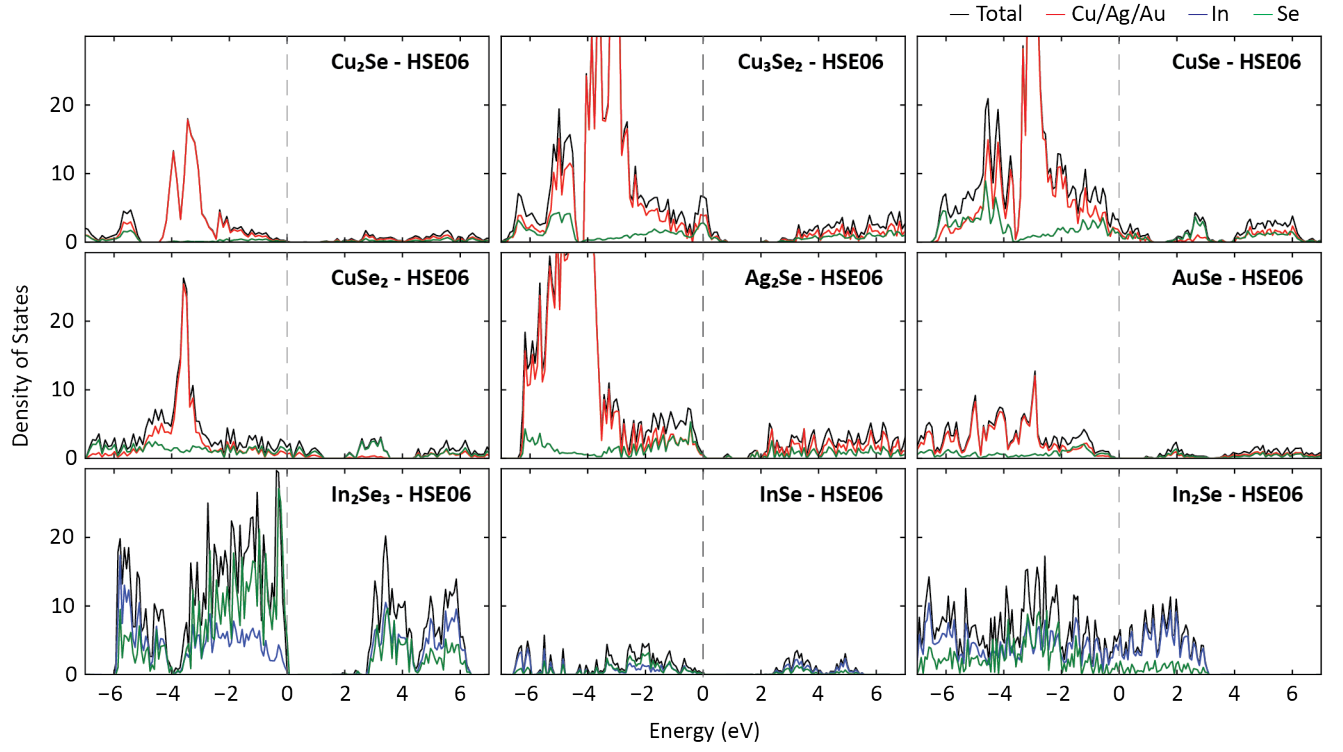 Total Cu/Ag/Au In Se
Cu₂Se - HSE06
Cu₃Se₂ - HSE06
CuSe - HSE06
20
10
0
CuSe₂ - HSE06
Ag₂Se - HSE06
AuSe - HSE06
20
10
0
Density of States
In₂Se₃ - HSE06
InSe - HSE06
In₂Se - HSE06
20
10
0
−6 −4 −2 0 2 4 6
−6 −4 −2 0 2 4 6
−6 −4 −2 0 2 4 6
Energy (eV)